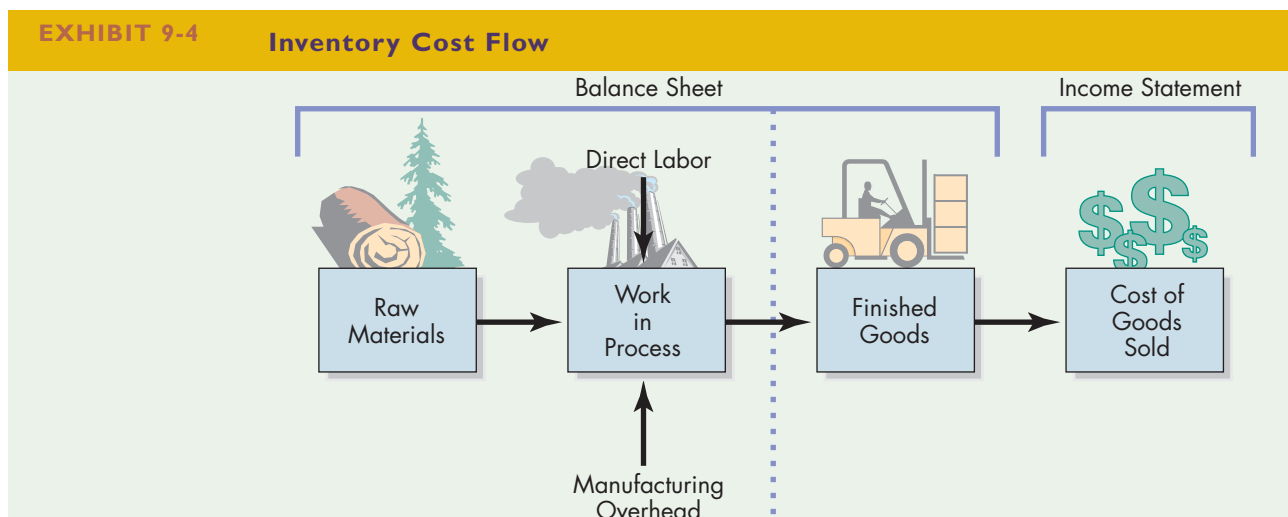 EXHIBIT 9-4
Inventory Cost Flow
Balance Sheet
Income Statement
Direct Labor
Raw
Materials
Work
in
Process
Finished
Goods
Cost of
Goods
Sold
Manufacturing
Overhead